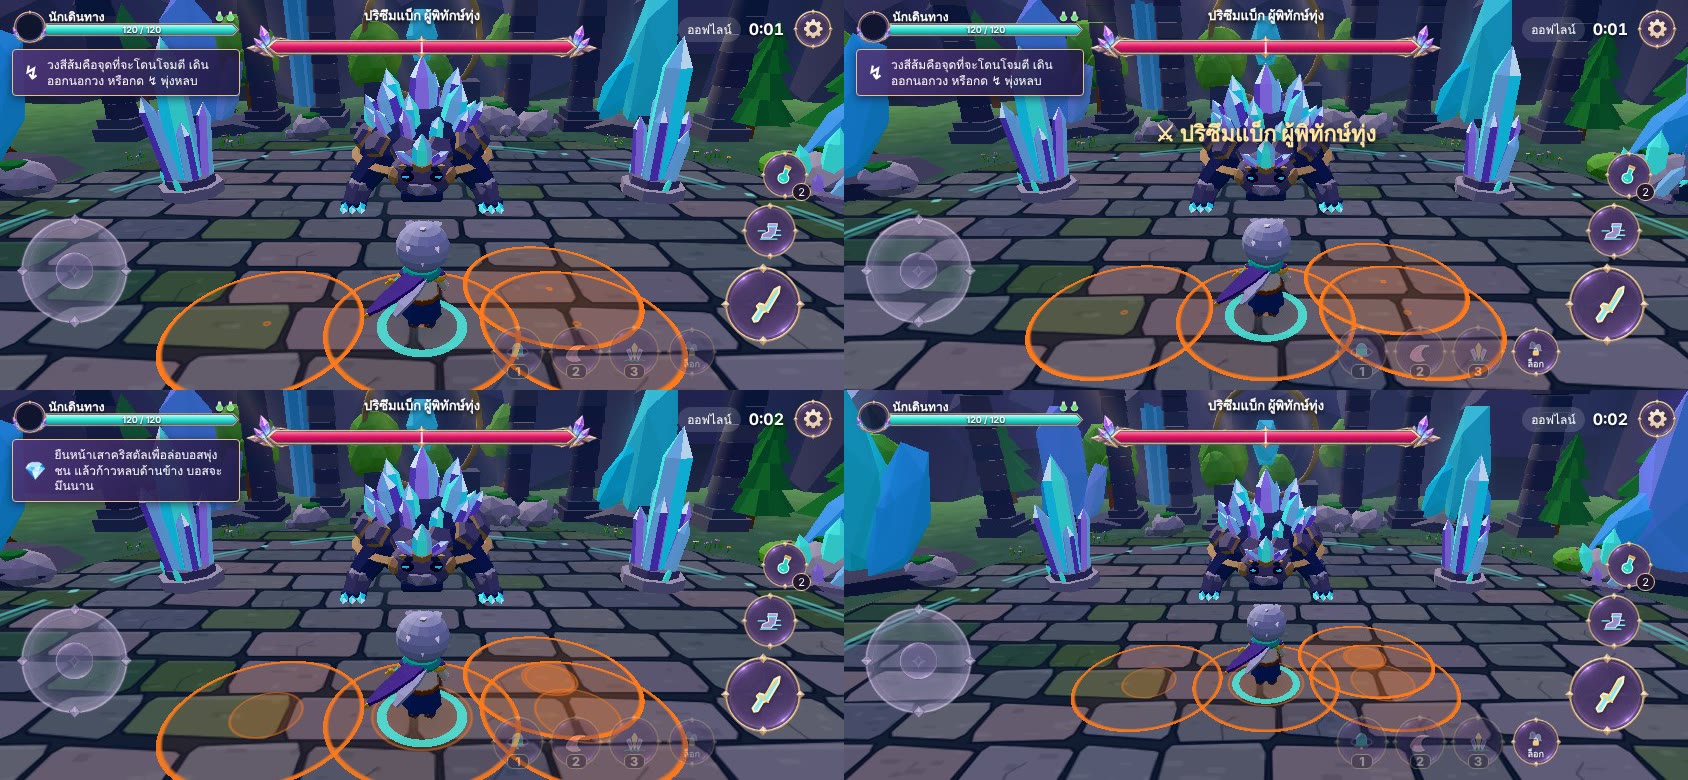 นักเดินทาง
120 / 120
ปริซึมแบ็ก ผู้พิทักษ์ทุ่ง
ออฟไลน์ 0:01
วงสีส้มคือจุดที่จะโดนโจมตี เดิน
ออกนอกวง หรือกด ↯ พุ่งหลบ
2
1 2 3
ล็อก
นักเดินทาง
120 / 120
ปริซึมแบ็ก ผู้พิทักษ์ทุ่ง
ออฟไลน์ 0:01
วงสีส้มคือจุดที่จะโดนโจมตี เดิน
ออกนอกวง หรือกด ↯ พุ่งหลบ
⚔ ปริซึมแบ็ก ผู้พิทักษ์ทุ่ง
2
1 2 3
ล็อก
นักเดินทาง
120 / 120
ปริซึมแบ็ก ผู้พิทักษ์ทุ่ง
ออฟไลน์ 0:02
ยืนหน้าเสาคริสตัลเพื่อล่อบอสพุ่ง
ชน แล้วก้าวหลบด้านข้าง บอสจะ
มึนนาน
2
1 2 3
ล็อก
นักเดินทาง
120 / 120
ปริซึมแบ็ก ผู้พิทักษ์ทุ่ง
ออฟไลน์ 0:02
2
1 2 3
ล็อก